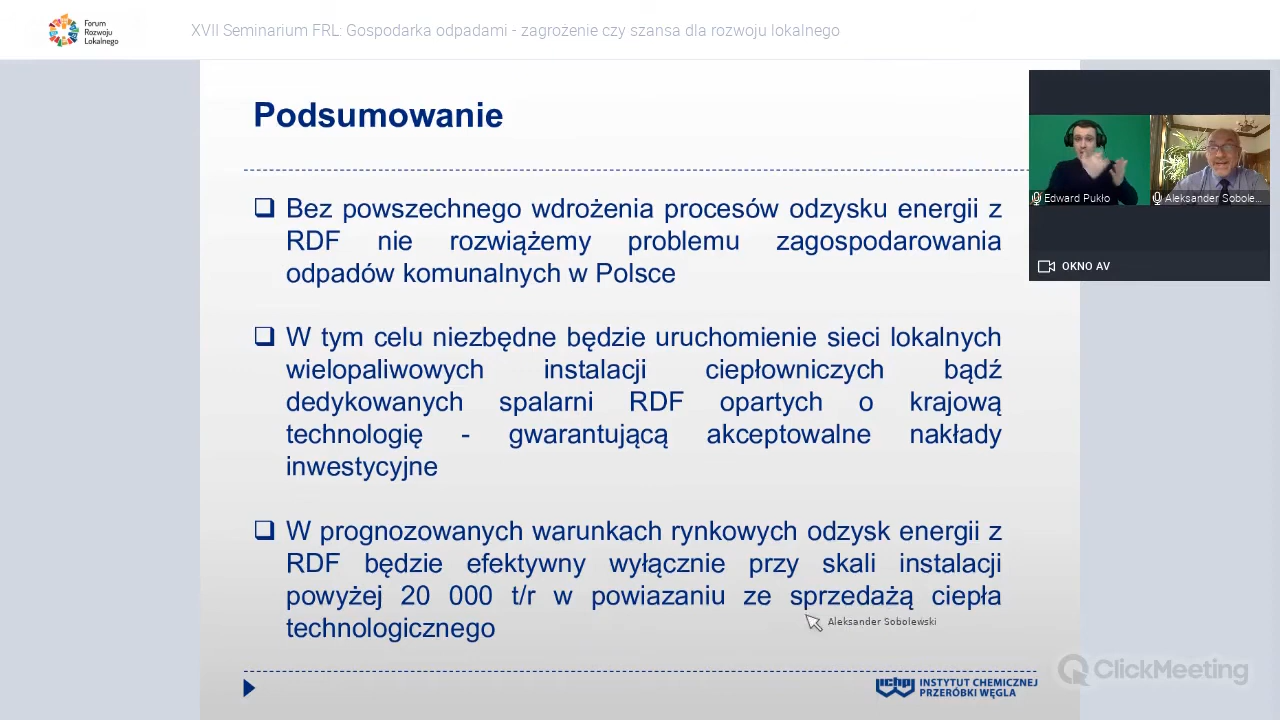 Forum
Rozwoju
Lokalnego
XVII Seminarium FRL: Gospodarka odpadami - zagrożenie czy szansa dla rozwoju lokalnego
Podsumowanie
Bez powszechnego wdrożenia procesów odzysku energii z
RDF nie rozwiążemy problemu zagospodarowania
odpadów komunalnych w Polsce
W tym celu niezbędne będzie uruchomienie sieci lokalnych
wielopaliwowych instalacji ciepłowniczych bądź
dedykowanych spalarni RDF opartych o krajową
technologię - gwarantującą akceptowalne nakłady
inwestycyjne
W prognozowanych warunkach rynkowych odzysk energii z
RDF będzie efektywny wyłącznie przy skali instalacji
powyżej 20 000 t/r w powiazaniu ze sprzedażą ciepła
technologicznego
Aleksander Sobolewski
Edward Pukło
Aleksander Sobole...
OKNO AV
ichpw INSTYTUT CHEMICZNEJ
PRZERÓBKI WĘGLA
ClickMeeting